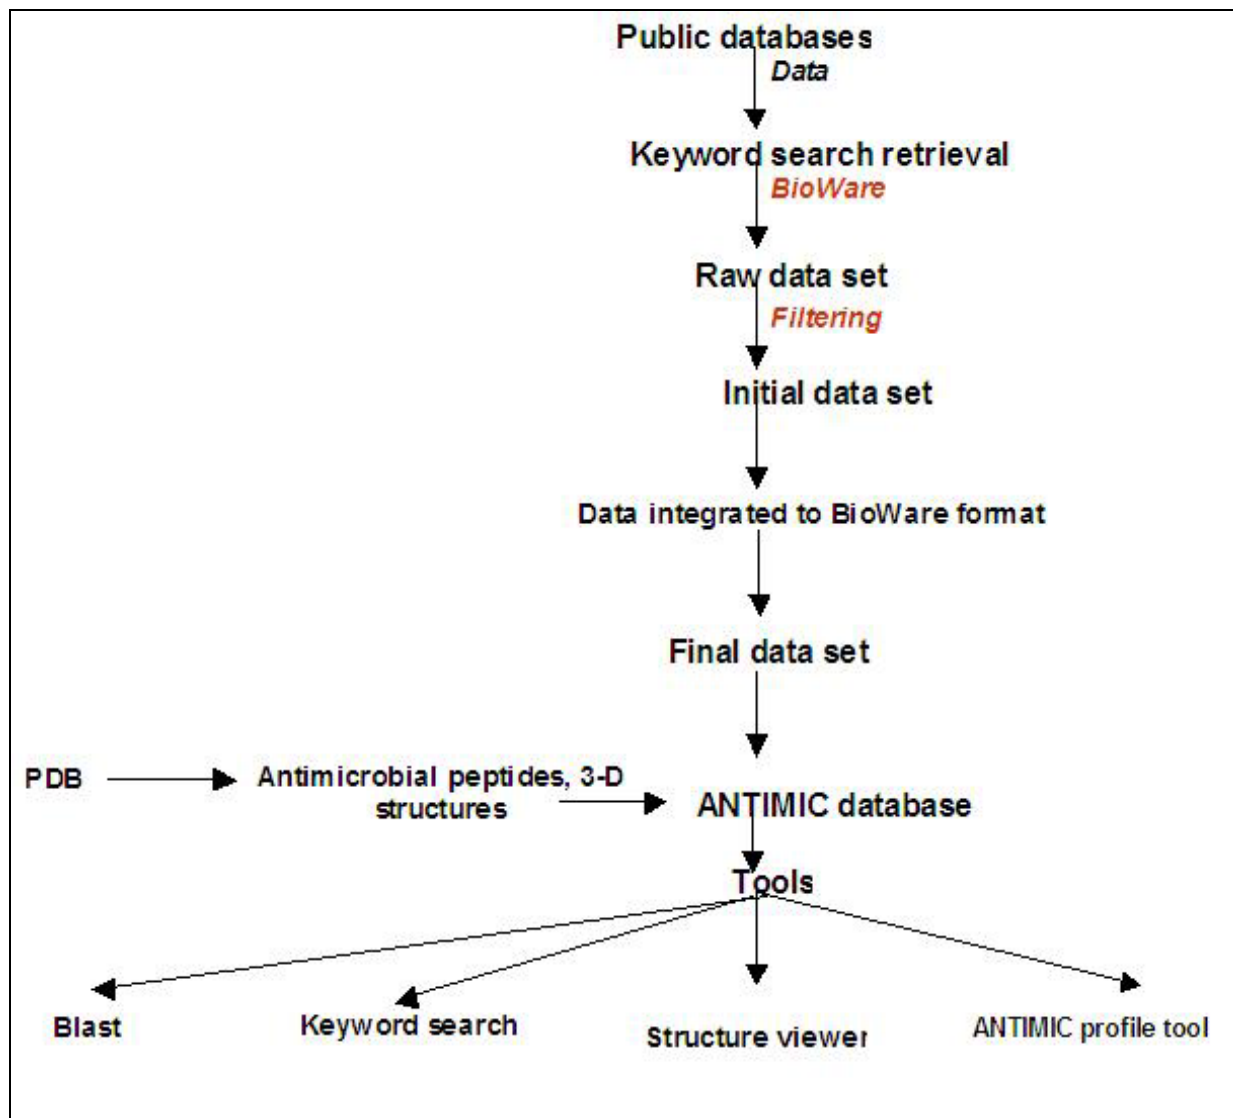 Public databases
Data
Keyword search retrieval
BioWare
Raw data set
Filtering
Initial data set
Data integrated to BioWare format
Final data set
PDB
Antimicrobial peptides, 3-D
structures
ANTIMIC database
Tools
Blast
Keyword search
Structure viewer
ANTIMIC profile tool